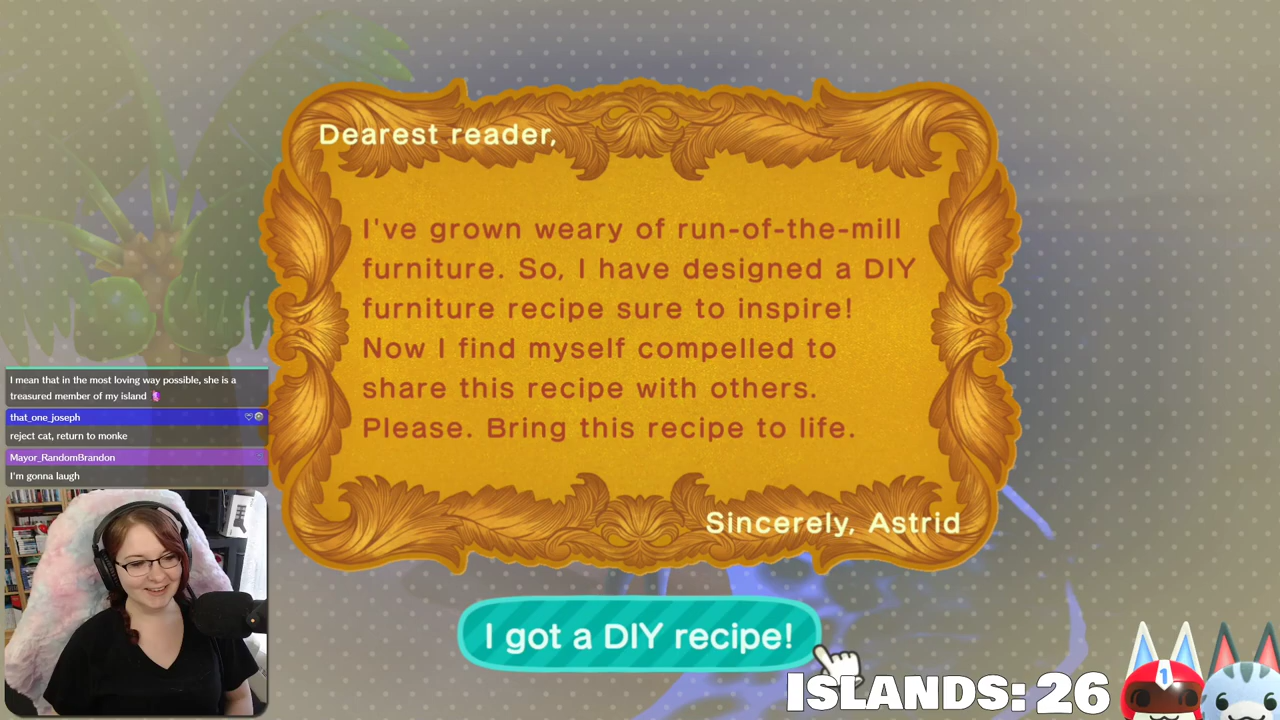 Dearest reader,
I've grown weary of run-of-the-mill
furniture. So, I have designed a DIY
furniture recipe sure to inspire!
Now I find myself compelled to
share this recipe with others.
Please. Bring this recipe to life.
Sincerely, Astrid
I got a DIY recipe!
I mean that in the most loving way possible, she is a
treasured member of my island
that_one_joseph
reject cat, return to monke
Mayor_RandomBrandon
I'm gonna laugh
ISLANDS: 26
1